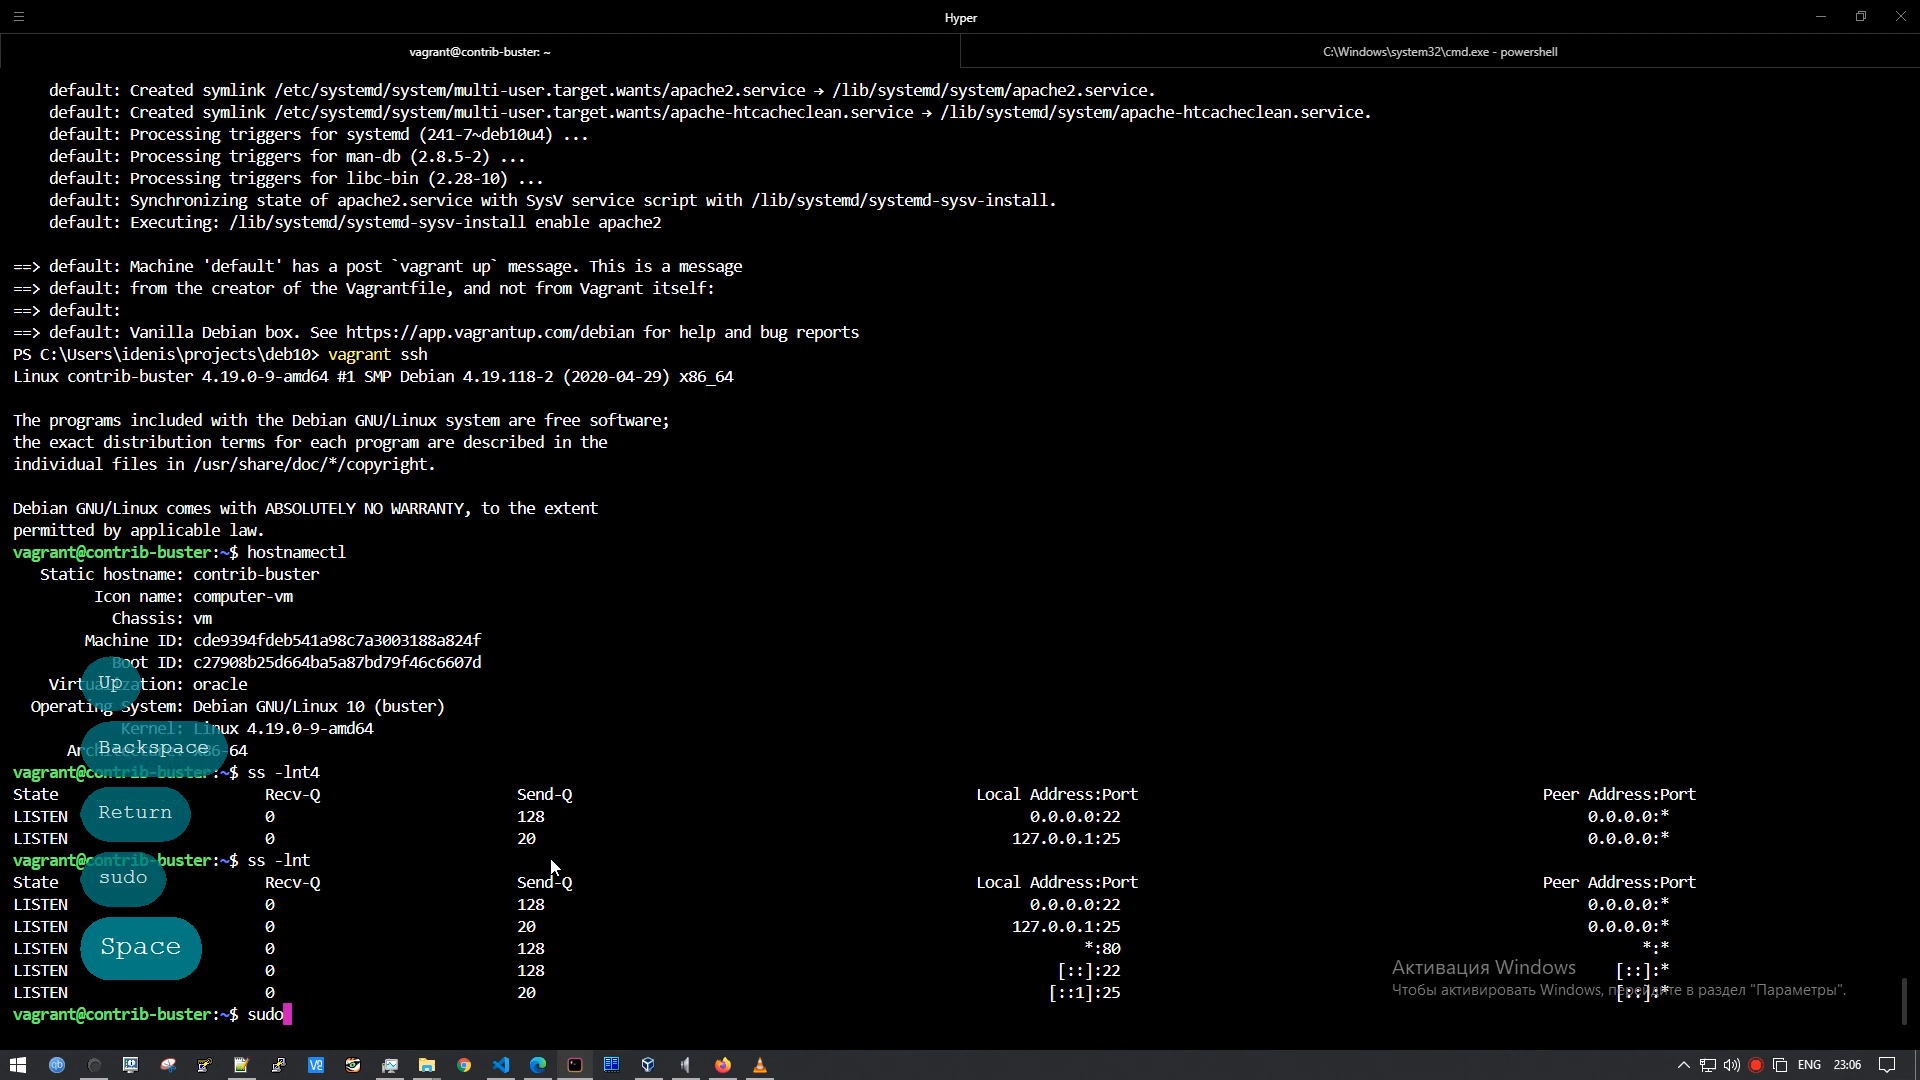 Hyper
vagrant@contrib-buster: ~
C:\Windows\system32\cmd.exe - powershell
default: Created symlink /etc/systemd/system/multi-user.target.wants/apache2.service → /lib/systemd/system/apache2.service.
default: Created symlink /etc/systemd/system/multi-user.target.wants/apache-htcacheclean.service → /lib/systemd/system/apache-htcacheclean.service.
default: Processing triggers for systemd (241-7~deb10u4) ...
default: Processing triggers for man-db (2.8.5-2) ...
default: Processing triggers for libc-bin (2.28-10) ...
default: Synchronizing state of apache2.service with SysV service script with /lib/systemd/systemd-sysv-install.
default: Executing: /lib/systemd/systemd-sysv-install enable apache2
==> default: Machine 'default' has a post `vagrant up` message. This is a message
==> default: from the creator of the Vagrantfile, and not from Vagrant itself:
==> default:
==> default: Vanilla Debian box. See https://app.vagrantup.com/debian for help and bug reports
PS C:\Users\idenis\projects\deb10> vagrant ssh
Linux contrib-buster 4.19.0-9-amd64 #1 SMP Debian 4.19.118-2 (2020-04-29) x86_64
The programs included with the Debian GNU/Linux system are free software;
the exact distribution terms for each program are described in the
individual files in /usr/share/doc/*/copyright.
Debian GNU/Linux comes with ABSOLUTELY NO WARRANTY, to the extent
permitted by applicable law.
vagrant@contrib-buster:~$ hostnamectl
Static hostname: contrib-buster
Icon name: computer-vm
Chassis: vm
Machine ID: cde9394fdeb541a98c7a3003188a824f
Boot ID: c27908b25d664ba5a87bd79f46c6607d
Up
Virtualization: oracle
Operating System: Debian GNU/Linux 10 (buster)
Kernel: Linux 4.19.0-9-amd64
Backspace
x86-64
vagrant@contrib-buster:~$ ss -lnt4
State Recv-Q Send-Q Local Address:Port Peer Address:Port
Return
LISTEN 0 128 0.0.0.0:22 0.0.0.0:*
LISTEN 0 20 127.0.0.1:25 0.0.0.0:*
vagrant@contrib-buster:~$ ss -lnt
sudo
State Recv-Q Send-Q Local Address:Port Peer Address:Port
LISTEN 0 128 0.0.0.0:22 0.0.0.0:*
LISTEN 0 20 127.0.0.1:25 0.0.0.0:*
Space
LISTEN 0 128 *:80 *:*
LISTEN 0 128 [::]:22 [::]:*
LISTEN 0 20 [::1]:25 [::]:*
Активация Windows
Чтобы активировать Windows, перейдите в раздел "Параметры".
vagrant@contrib-buster:~$ sudo
ENG 23:06